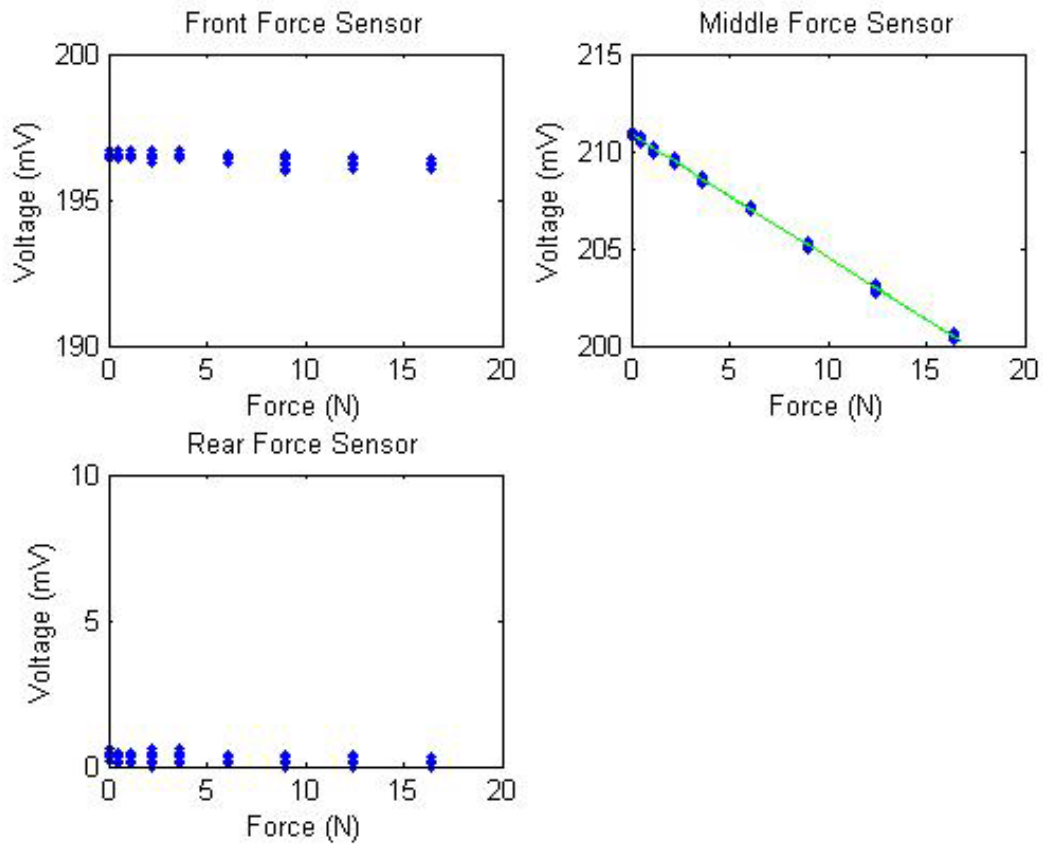 Front Force Sensor
200
195
190
Voltage (mV)
0 5 10 15 20
Force (N)
Middle Force Sensor
215
210
205
200
Voltage (mV)
0 5 10 15 20
Force (N)
Rear Force Sensor
10
5
0
Voltage (mV)
0 5 10 15 20
Force (N)